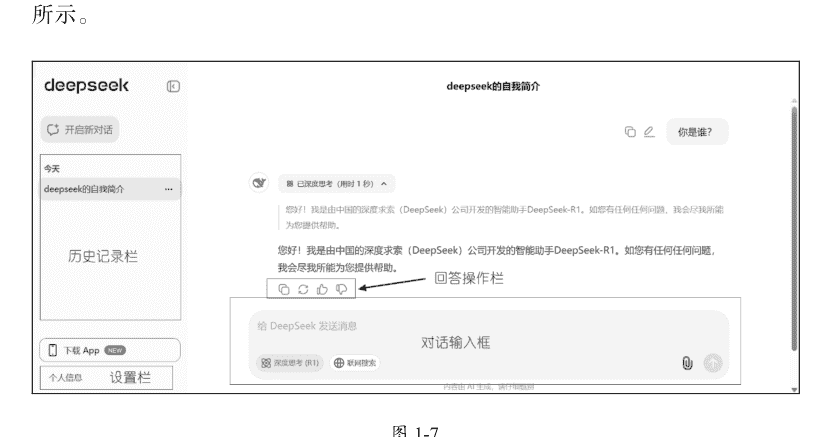 所示。
deepseek
deepseek的自我简介
开启新对话
你是谁?
今天
deepseek的自我简介 ...
历史记录栏
已深度思考（用时 1 秒）
您好！我是由中国的深度求索（DeepSeek）公司开发的智能助手DeepSeek-R1。如您有任何任何问题，我会尽我所能
为您提供帮助。
您好！我是由中国的深度求索（DeepSeek）公司开发的智能助手DeepSeek-R1。如您有任何任何问题，
我会尽我所能为您提供帮助。
回答操作栏
给 DeepSeek 发送消息
对话输入框
深度思考 (R1) 联网搜索
下载 App NEW
个人信息 设置栏
内容由 AI 生成，请仔细甄别
图 1-7